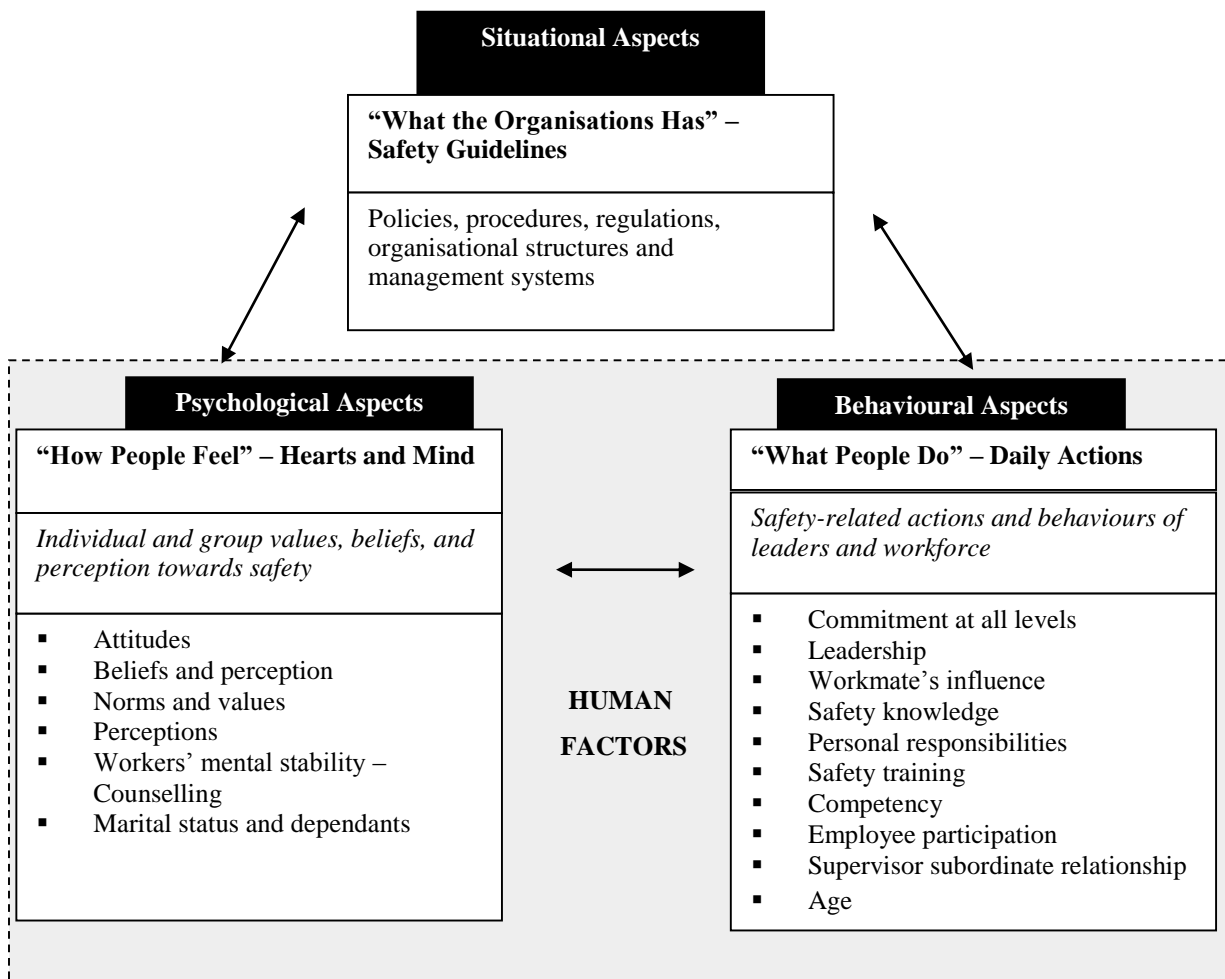 Situational Aspects
“What the Organisations Has” –
Safety Guidelines
Policies, procedures, regulations,
organisational structures and
management systems
Psychological Aspects
“How People Feel” – Hearts and Mind
Individual and group values, beliefs, and
perception towards safety
▪ Attitudes
▪ Beliefs and perception
▪ Norms and values
▪ Perceptions
▪ Workers’ mental stability –
Counselling
▪ Marital status and dependants
HUMAN
FACTORS
Behavioural Aspects
“What People Do” – Daily Actions
Safety-related actions and behaviours of
leaders and workforce
▪ Commitment at all levels
▪ Leadership
▪ Workmate’s influence
▪ Safety knowledge
▪ Personal responsibilities
▪ Safety training
▪ Competency
▪ Employee participation
▪ Supervisor subordinate relationship
▪ Age